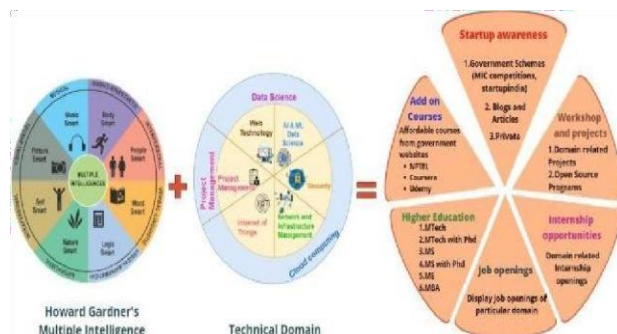 MUSICAL
Music
Smart
Body
Smart
People
Smart
Word
Smart
Logic
Smart
Nature
Smart
Self
Smart
Picture
Smart
MULTIPLE
INTELLIGENCES
Howard Gardner's
Multiple Intelligence
+
Data Science
Project Management
Cloud computing
Web
Technology
AI & ML
Data
Science
Security
Network and
Infrastructure
Management
Internet of
Things
Project
Management
Technical Domain
=
Startup awareness
1.Government Schemes
(MIC competitions,
startupindia)
2. Blogs and
Articles
3.Private
Add on
Courses
Affordable courses
from government
websites
• NPTEL
• Coursera
• Udemy
Workshop
and projects
1.Domain related
Projects
2.Open Source
Programs
Higher Education
1.MTech
2.MTech with Phd
3.MS
4.MS with Phd
5.ME
6.MBA
Job openings
Display job openings of
particular domain
Internship
opportunities
Domain related
Internship
openings